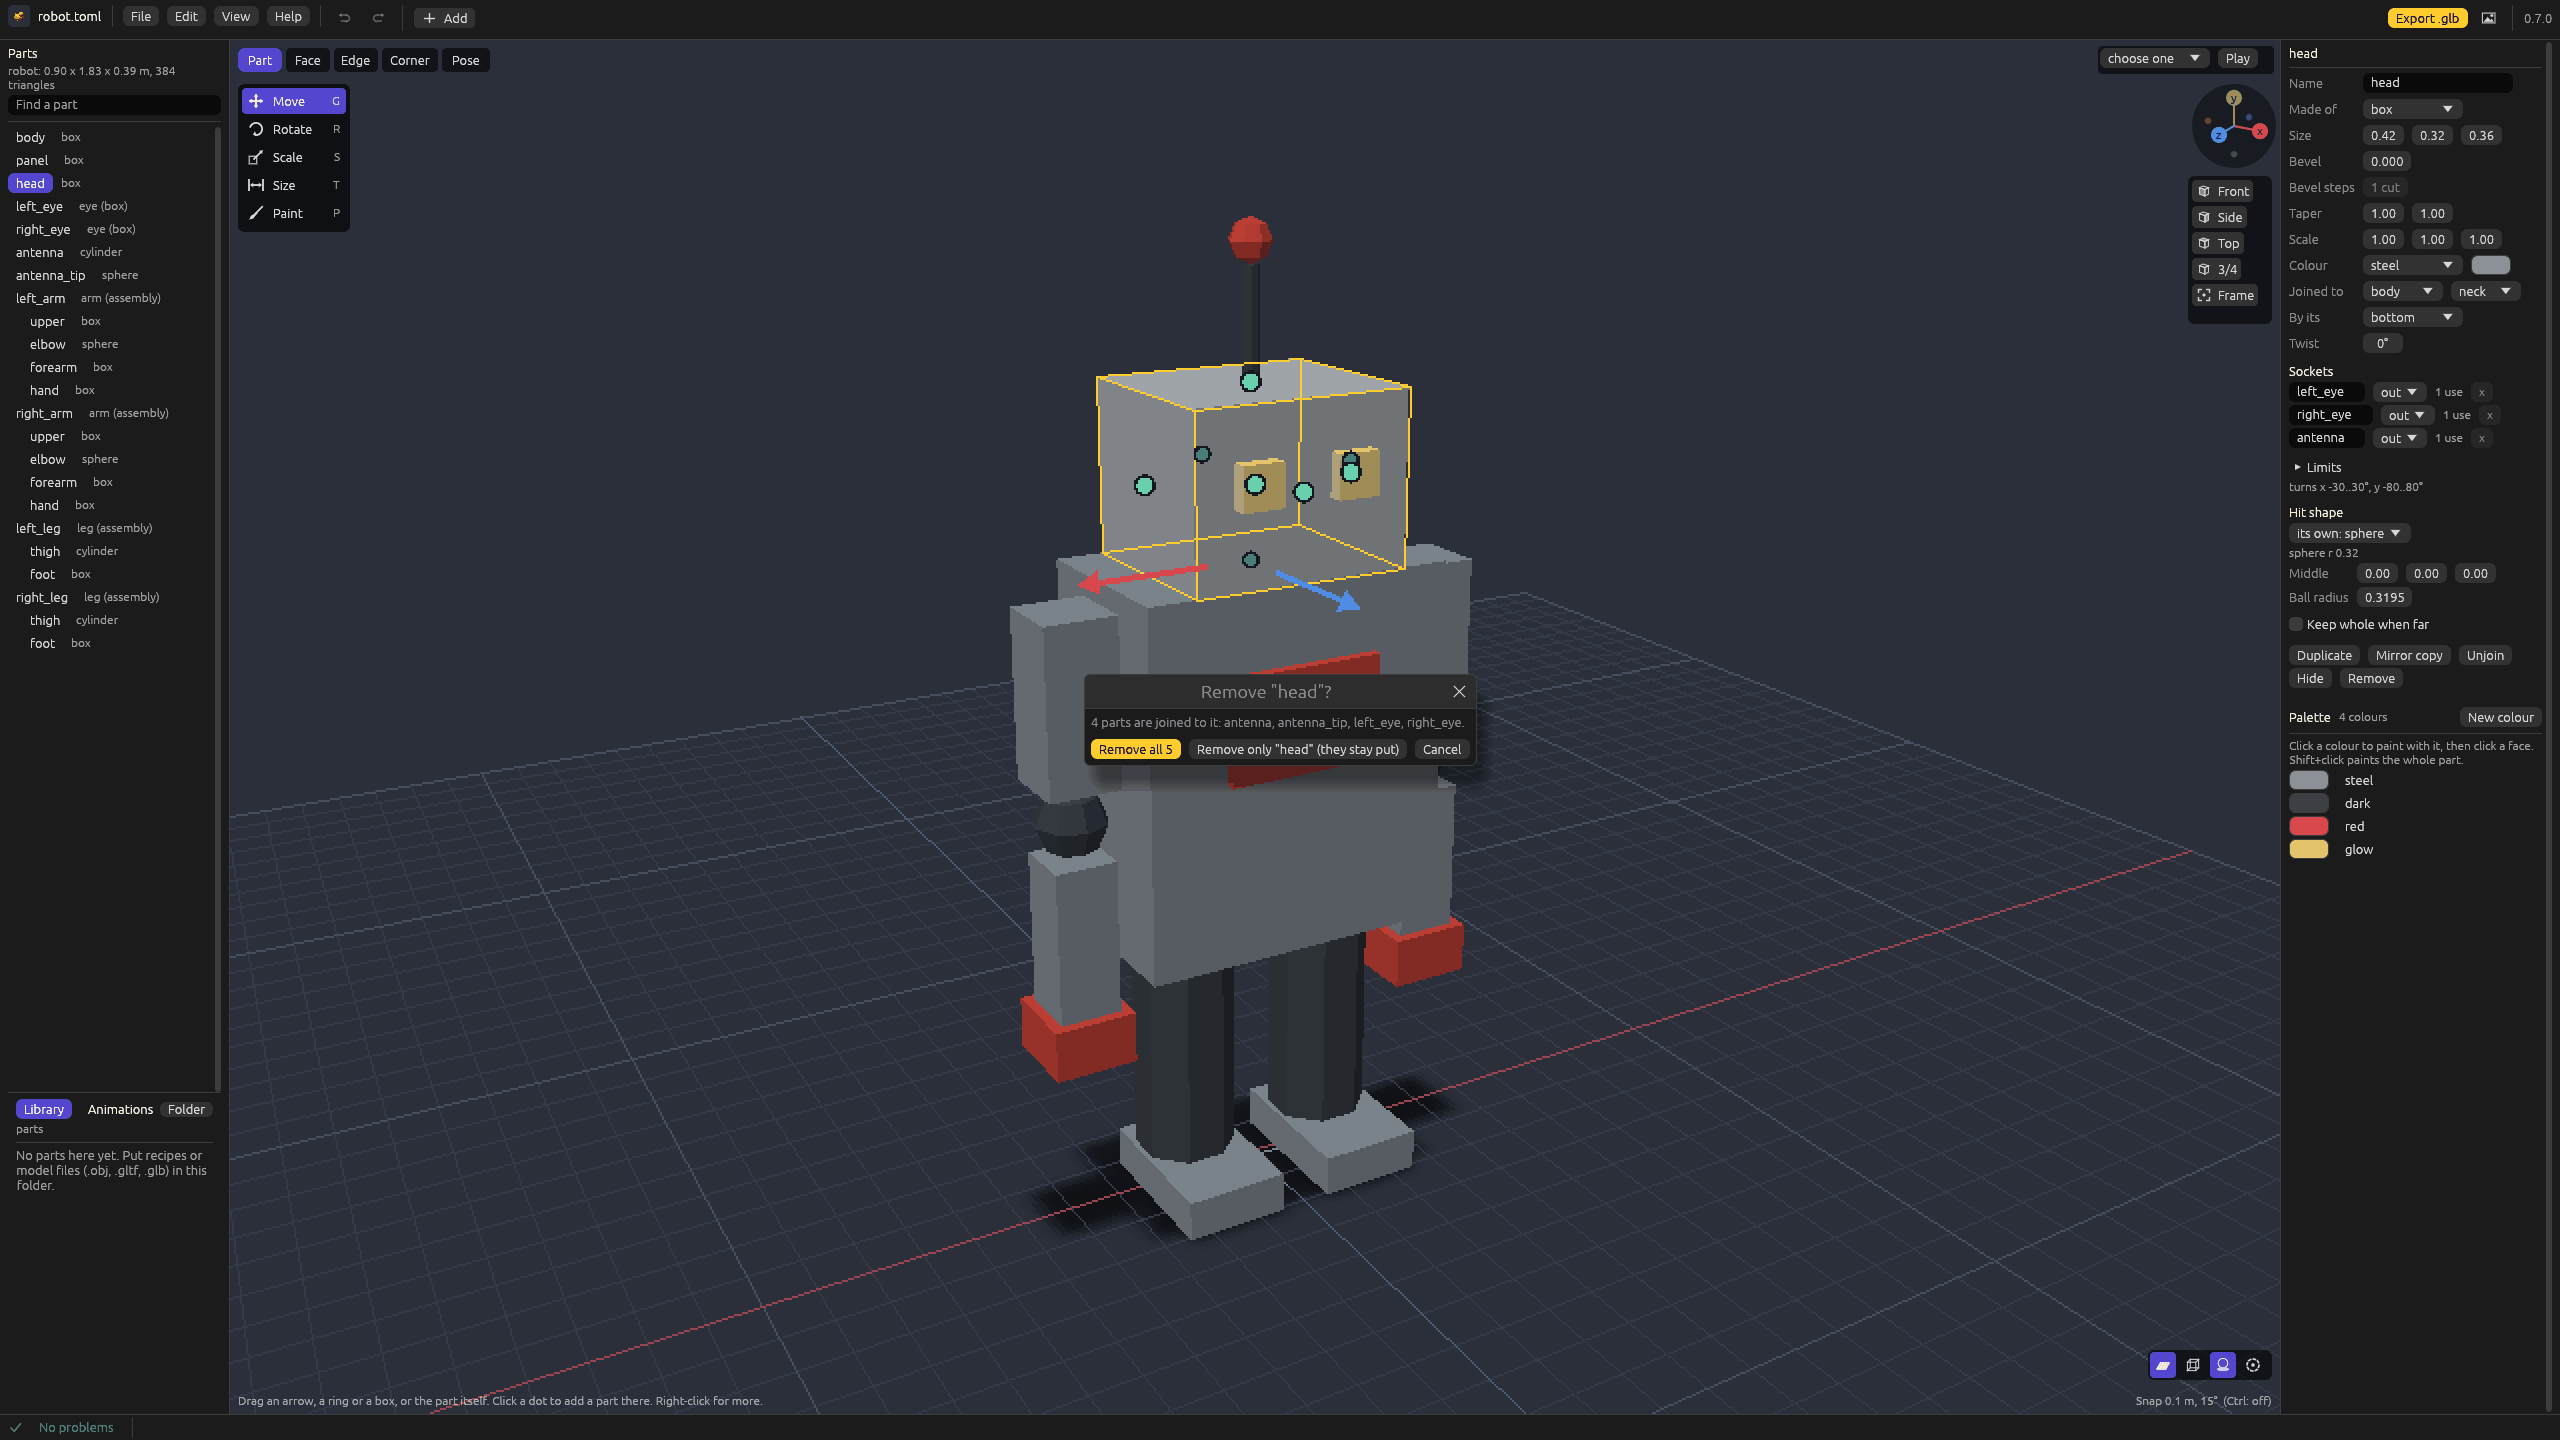 robot.toml File Edit View Help Add Export .glb 0.7.0
Parts
robot: 0.90 x 1.83 x 0.39 m, 384
triangles
Find a part
body box
panel box
head box
left_eye eye (box)
right_eye eye (box)
antenna cylinder
antenna_tip sphere
left_arm arm (assembly)
upper box
elbow sphere
forearm box
hand box
right_arm arm (assembly)
upper box
elbow sphere
forearm box
hand box
left_leg leg (assembly)
thigh cylinder
foot box
right_leg leg (assembly)
thigh cylinder
foot box
Library Animations Folder
parts
No parts here yet. Put recipes or
model files (.obj, .gltf, .glb) in this
folder.
Part Face Edge Corner Pose
Move G
Rotate R
Scale S
Size T
Paint P
choose one Play
y
z x
Front
Side
Top
3/4
Frame
Remove "head"?
4 parts are joined to it: antenna, antenna_tip, left_eye, right_eye.
Remove all 5 Remove only "head" (they stay put) Cancel
Drag an arrow, a ring or a box, or the part itself. Click a dot to add a part there. Right-click for more.
Snap 0.1 m, 15° (Ctrl: off)
head
Name head
Made of box
Size 0.42 0.32 0.36
Bevel 0.000
Bevel steps 1 cut
Taper 1.00 1.00
Scale 1.00 1.00 1.00
Colour steel
Joined to body neck
By its bottom
Twist 0°
Sockets
left_eye out 1 use x
right_eye out 1 use x
antenna out 1 use x
Limits
turns x -30..30°, y -80..80°
Hit shape
its own: sphere
sphere r 0.32
Middle 0.00 0.00 0.00
Ball radius 0.3195
Keep whole when far
Duplicate Mirror copy Unjoin
Hide Remove
Palette 4 colours New colour
Click a colour to paint with it, then click a face.
Shift+click paints the whole part.
steel
dark
red
glow
No problems